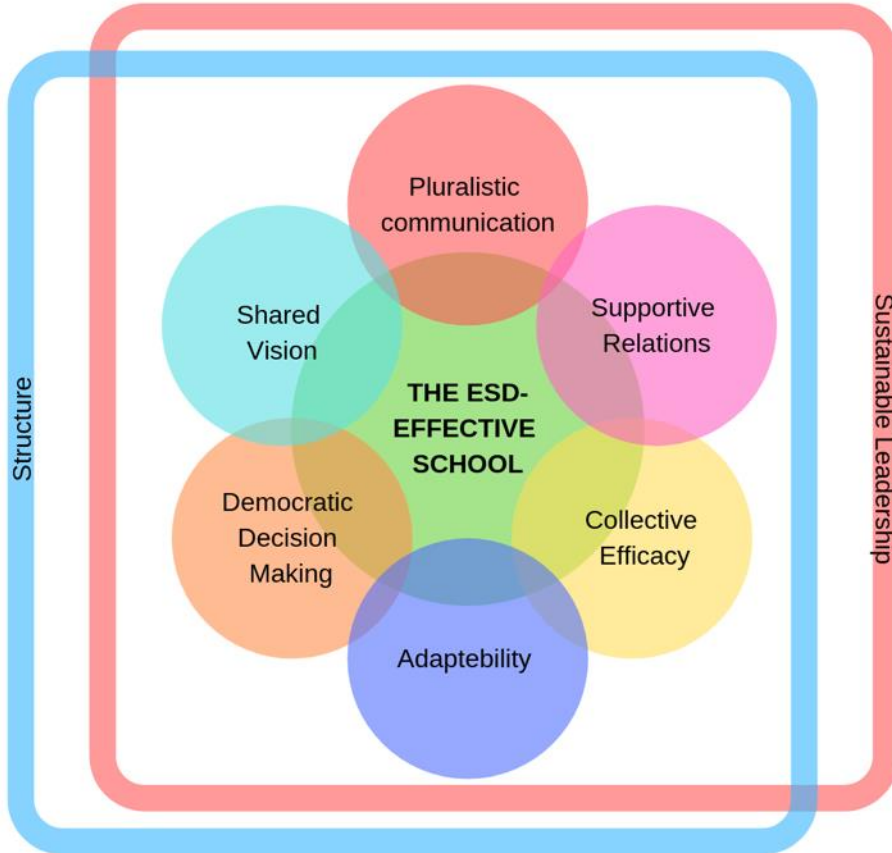 Pluralistic
communication
Shared
Vision
Supportive
Relations
THE ESD-
EFFECTIVE
SCHOOL
Structure
Sustainable Leadership
Democratic
Decision
Making
Collective
Efficacy
Adaptebility